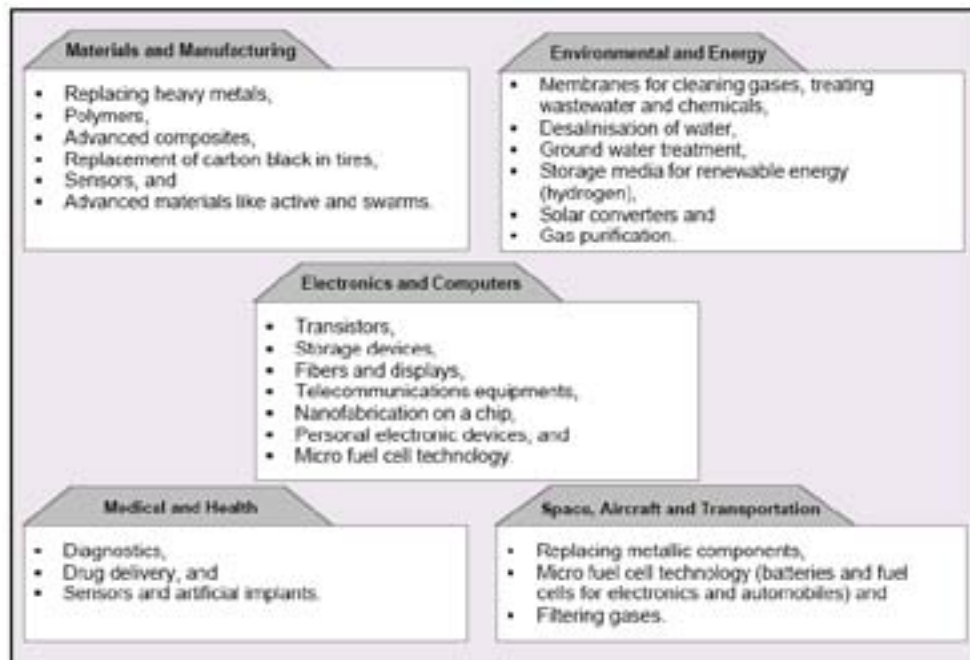 Materials and Manufacturing
• Replacing heavy metals,
• Polymers,
• Advanced composites,
• Replacement of carbon black in tires,
• Sensors, and
• Advanced materials like active and swarms.
Environmental and Energy
• Membranes for cleaning gases, treating
wastewater and chemicals,
• Desalinisation of water,
• Ground water treatment,
• Storage media for renewable energy
(hydrogen),
• Solar converters and
• Gas purification.
Electronics and Computers
• Transistors,
• Storage devices,
• Fibers and displays,
• Telecommunications equipments,
• Nanofabrication on a chip,
• Personal electronic devices, and
• Micro fuel cell technology.
Medical and Health
• Diagnostics,
• Drug delivery, and
• Sensors and artificial implants.
Space, Aircraft and Transportation
• Replacing metallic components,
• Micro fuel cell technology (batteries and fuel
cells for electronics and automobiles) and
• Filtering gases.